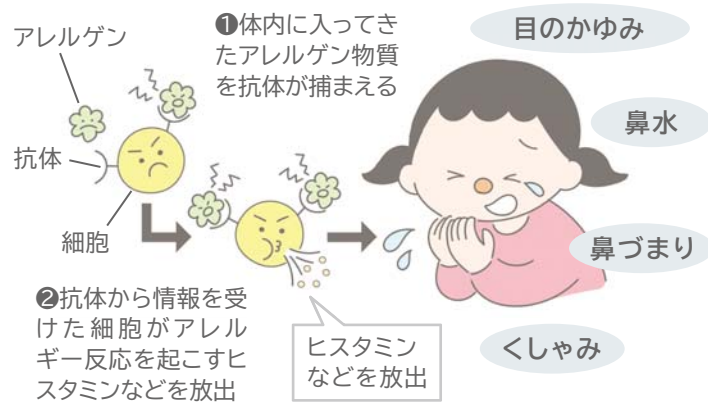 アレルゲン
抗体
細胞
❶体内に入ってき
たアレルゲン物質
を抗体が捕まえる
❷抗体から情報を受
けた細胞がアレル
ギー反応を起こすヒ
スタミンなどを放出
ヒスタミン
などを放出
目のかゆみ
鼻水
鼻づまり
くしゃみ